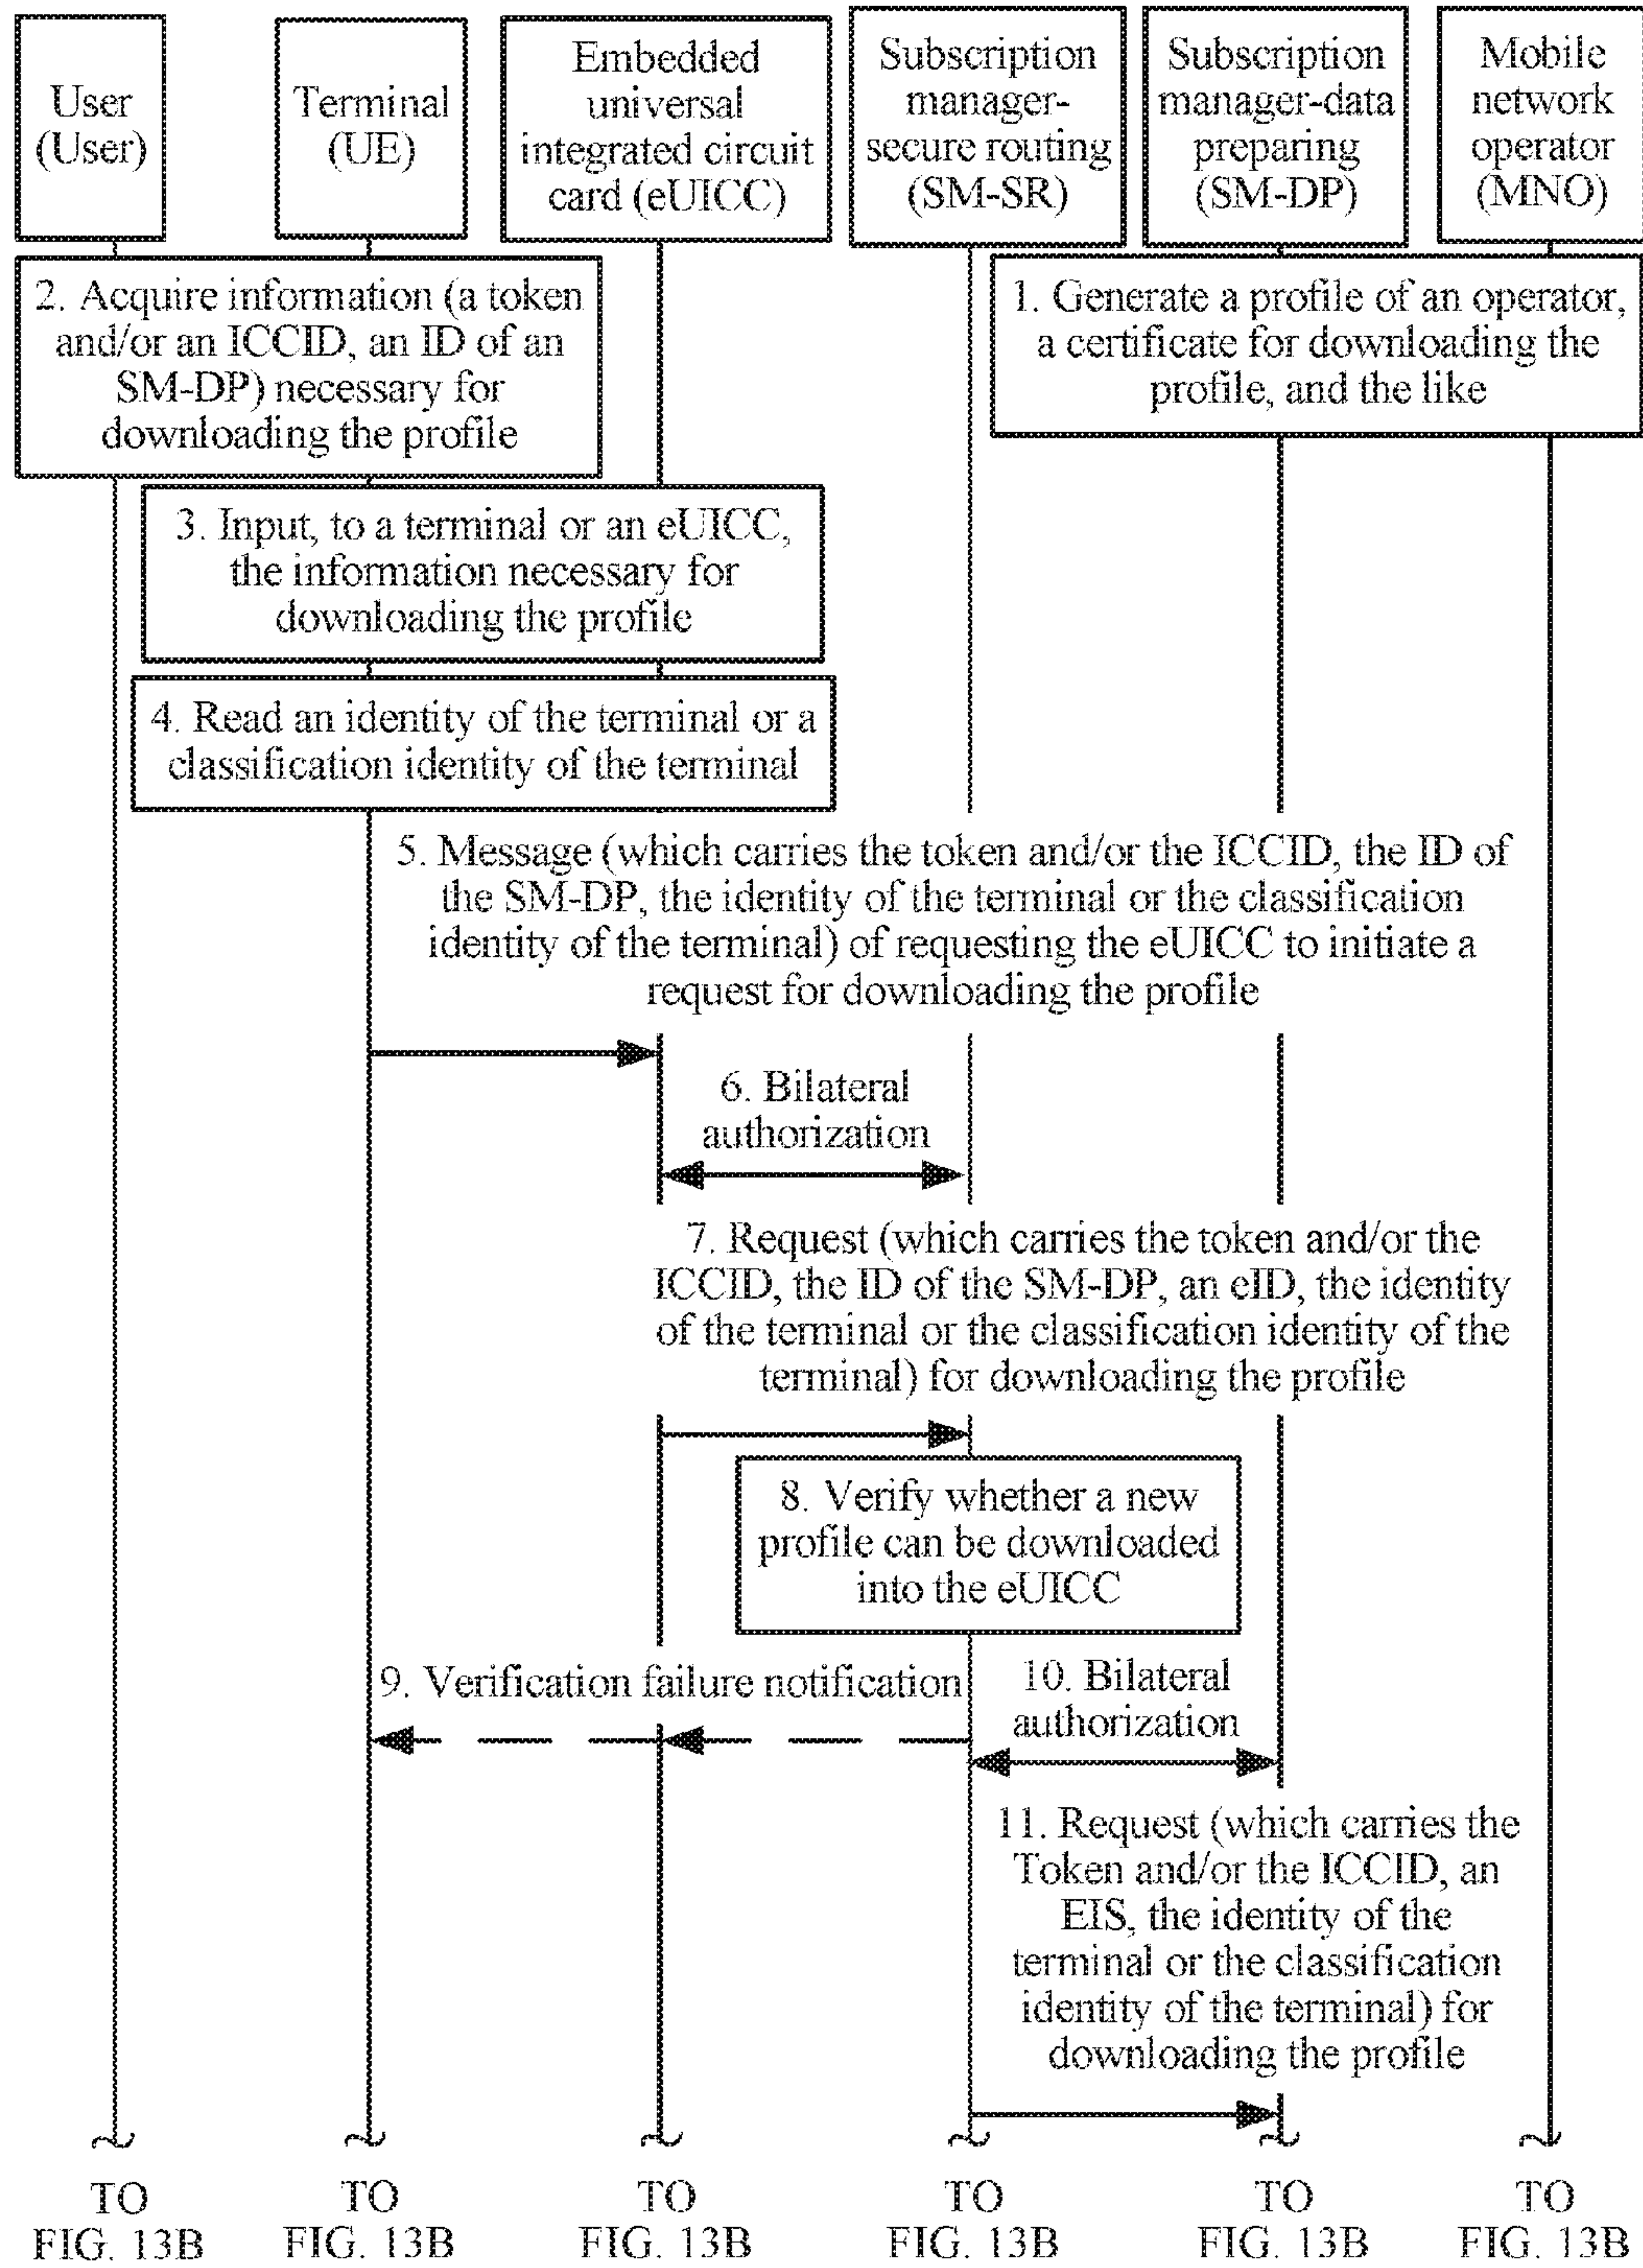 User
(User)
Terminal
(UE)
Embedded
universal
integrated circuit
card (eUICC)
Subscription
manager-
secure routing
(SM-SR)
Subscription
manager-data
preparing
(SM-DP)
Mobile
network
operator
(MNO)
2. Acquire information (a token
and/or an ICCID, an ID of an
SM-DP) necessary for
downloading the profile
1. Generate a profile of an operator,
a certificate for downloading the
profile, and the like
3. Input, to a terminal or an eUICC,
the information necessary for
downloading the profile
4. Read an identity of the terminal or a
classification identity of the terminal
5. Message (which carries the token and/or the ICCID, the ID of
the SM-DP, the identity of the terminal or the classification
identity of the terminal) of requesting the eUICC to initiate a
request for downloading the profile
6. Bilateral
authorization
7. Request (which carries the token and/or the
ICCID, the ID of the SM-DP, an eID, the identity
of the terminal or the classification identity of the
terminal) for downloading the profile
8. Verify whether a new
profile can be downloaded
into the eUICC
9. Verification failure notification
10. Bilateral
authorization
11. Request (which carries the
Token and/or the ICCID, an
EIS, the identity of the
terminal or the classification
identity of the terminal) for
downloading the profile
TO
FIG. 13B
TO
FIG. 13B
TO
FIG. 13B
TO
FIG. 13B
TO
FIG. 13B
TO
FIG. 13B